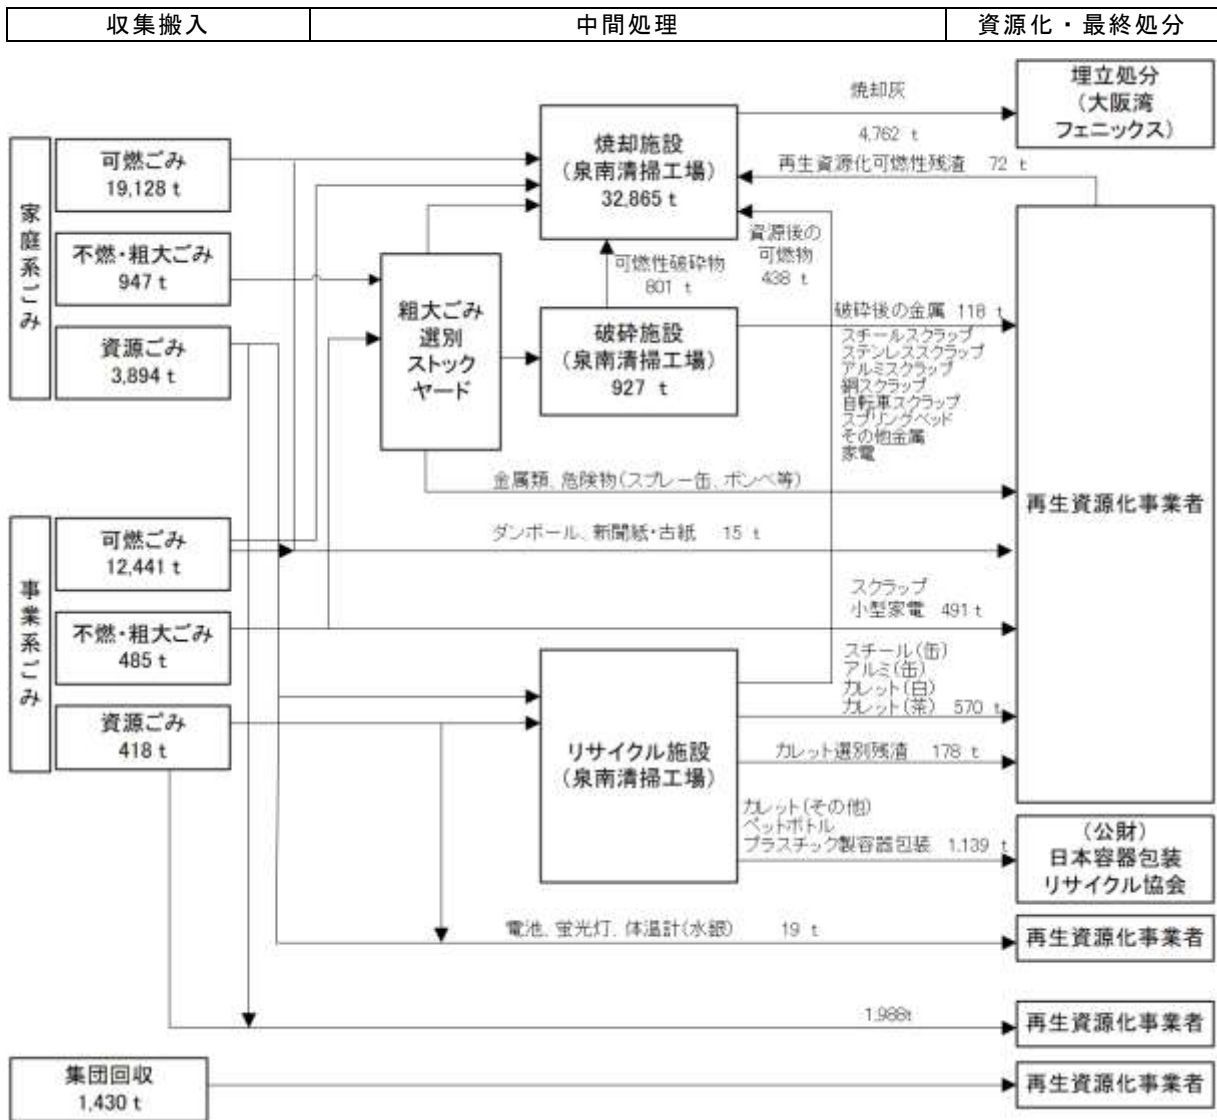 収集搬入
中間処理
資源化・最終処分
家庭系ごみ
可燃ごみ
19,128 t
不燃・粗大ごみ
947 t
資源ごみ
3,894 t
事業系ごみ
可燃ごみ
12,441 t
不燃・粗大ごみ
485 t
資源ごみ
418 t
集団回収
1,430 t
粗大ごみ
選別
ストック
ヤード
焼却施設
(泉南清掃工場)
32,865 t
可燃性破砕物
801 t
破砕施設
(泉南清掃工場)
927 t
リサイクル施設
(泉南清掃工場)
焼却灰
4,762 t
再生資源化可燃性残渣 72 t
資源後の
可燃物
438 t
破砕後の金属 118 t
スチールスクラップ
ステンレススクラップ
アルミスクラップ
銅スクラップ
自転車スクラップ
スプリングベッド
その他金属
家電
金属類、危険物(スプレー缶、ボンベ等)
ダンボール、新聞紙・古紙 15 t
スクラップ
小型家電 491 t
スチール(缶)
アルミ(缶)
カレット(白)
カレット(茶) 570 t
カレット選別残渣 178 t
カレット(その他)
ペットボトル
プラスチック製容器包装 1,139 t
電池、蛍光灯、体温計(水銀) 19 t
1,988t
埋立処分
(大阪湾
フェニックス)
再生資源化事業者
(公財)
日本容器包装
リサイクル協会
再生資源化事業者
再生資源化事業者
再生資源化事業者